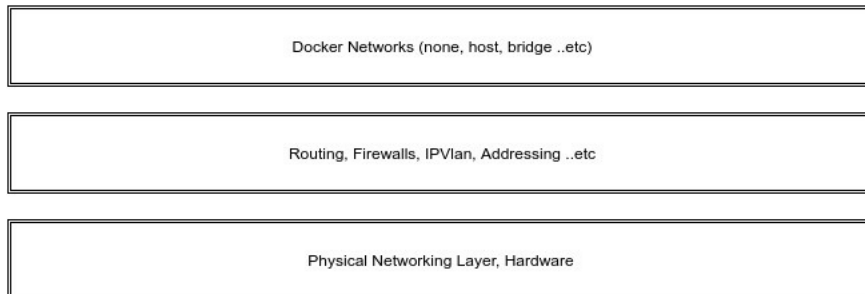 Docker Networks (none, host, bridge ..etc)
Routing, Firewalls, IPVlan, Addressing ..etc
Physical Networking Layer, Hardware